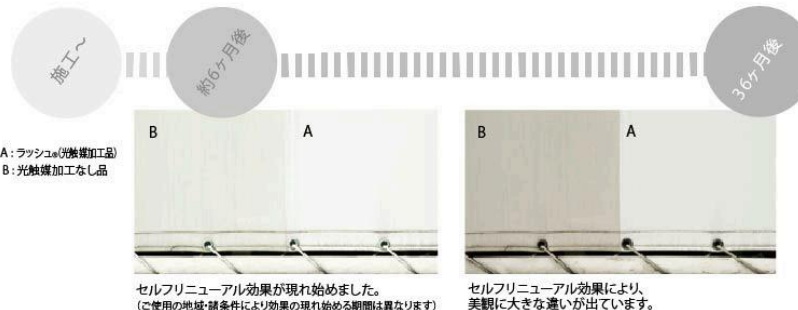 施工～
約6ヶ月後
36ヶ月後
A：ラッシュ®(光触媒加工品)
B：光触媒加工なし品
B
A
セルフリニューアル効果が現れ始めました。
(ご使用の地域・諸条件により効果の現れ始める期間は異なります)
B
A
セルフリニューアル効果により、
美観に大きな違いが出ています。